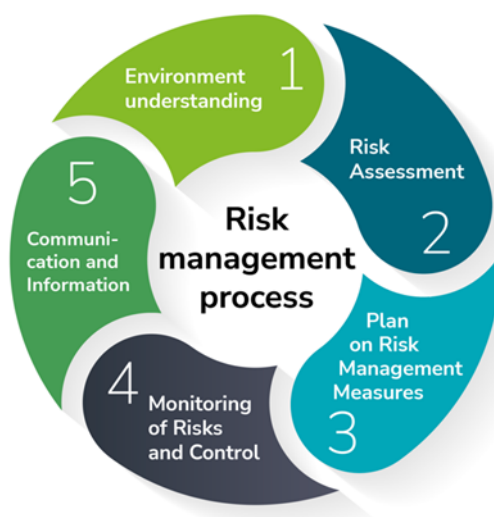 1
Environment
understanding
Risk
Assessment
2
Plan
on Risk
Management
Measures
3
4
Monitoring
of Risks
and Control
5
Communi-
cation and
Information
Risk
management
process